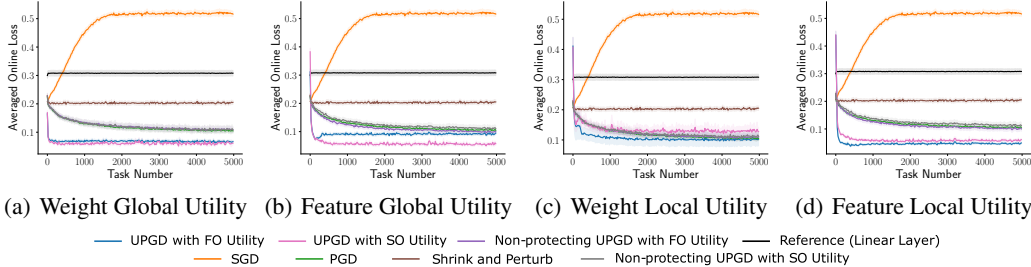 0.5
0.4
0.3
0.2
0.1
Averaged Online Loss
0 1000 2000 3000 4000 5000
Task Number
0.5
0.4
0.3
0.2
0.1
Averaged Online Loss
0 1000 2000 3000 4000 5000
Task Number
0.5
0.4
0.3
0.2
0.1
Averaged Online Loss
0 1000 2000 3000 4000 5000
Task Number
0.5
0.4
0.3
0.2
0.1
Averaged Online Loss
0 1000 2000 3000 4000 5000
Task Number
(a) Weight Global Utility (b) Feature Global Utility (c) Weight Local Utility (d) Feature Local Utility
UPGD with FO Utility UPGD with SO Utility Non-protecting UPGD with FO Utility Reference (Linear Layer)
SGD PGD Shrink and Perturb Non-protecting UPGD with SO Utility